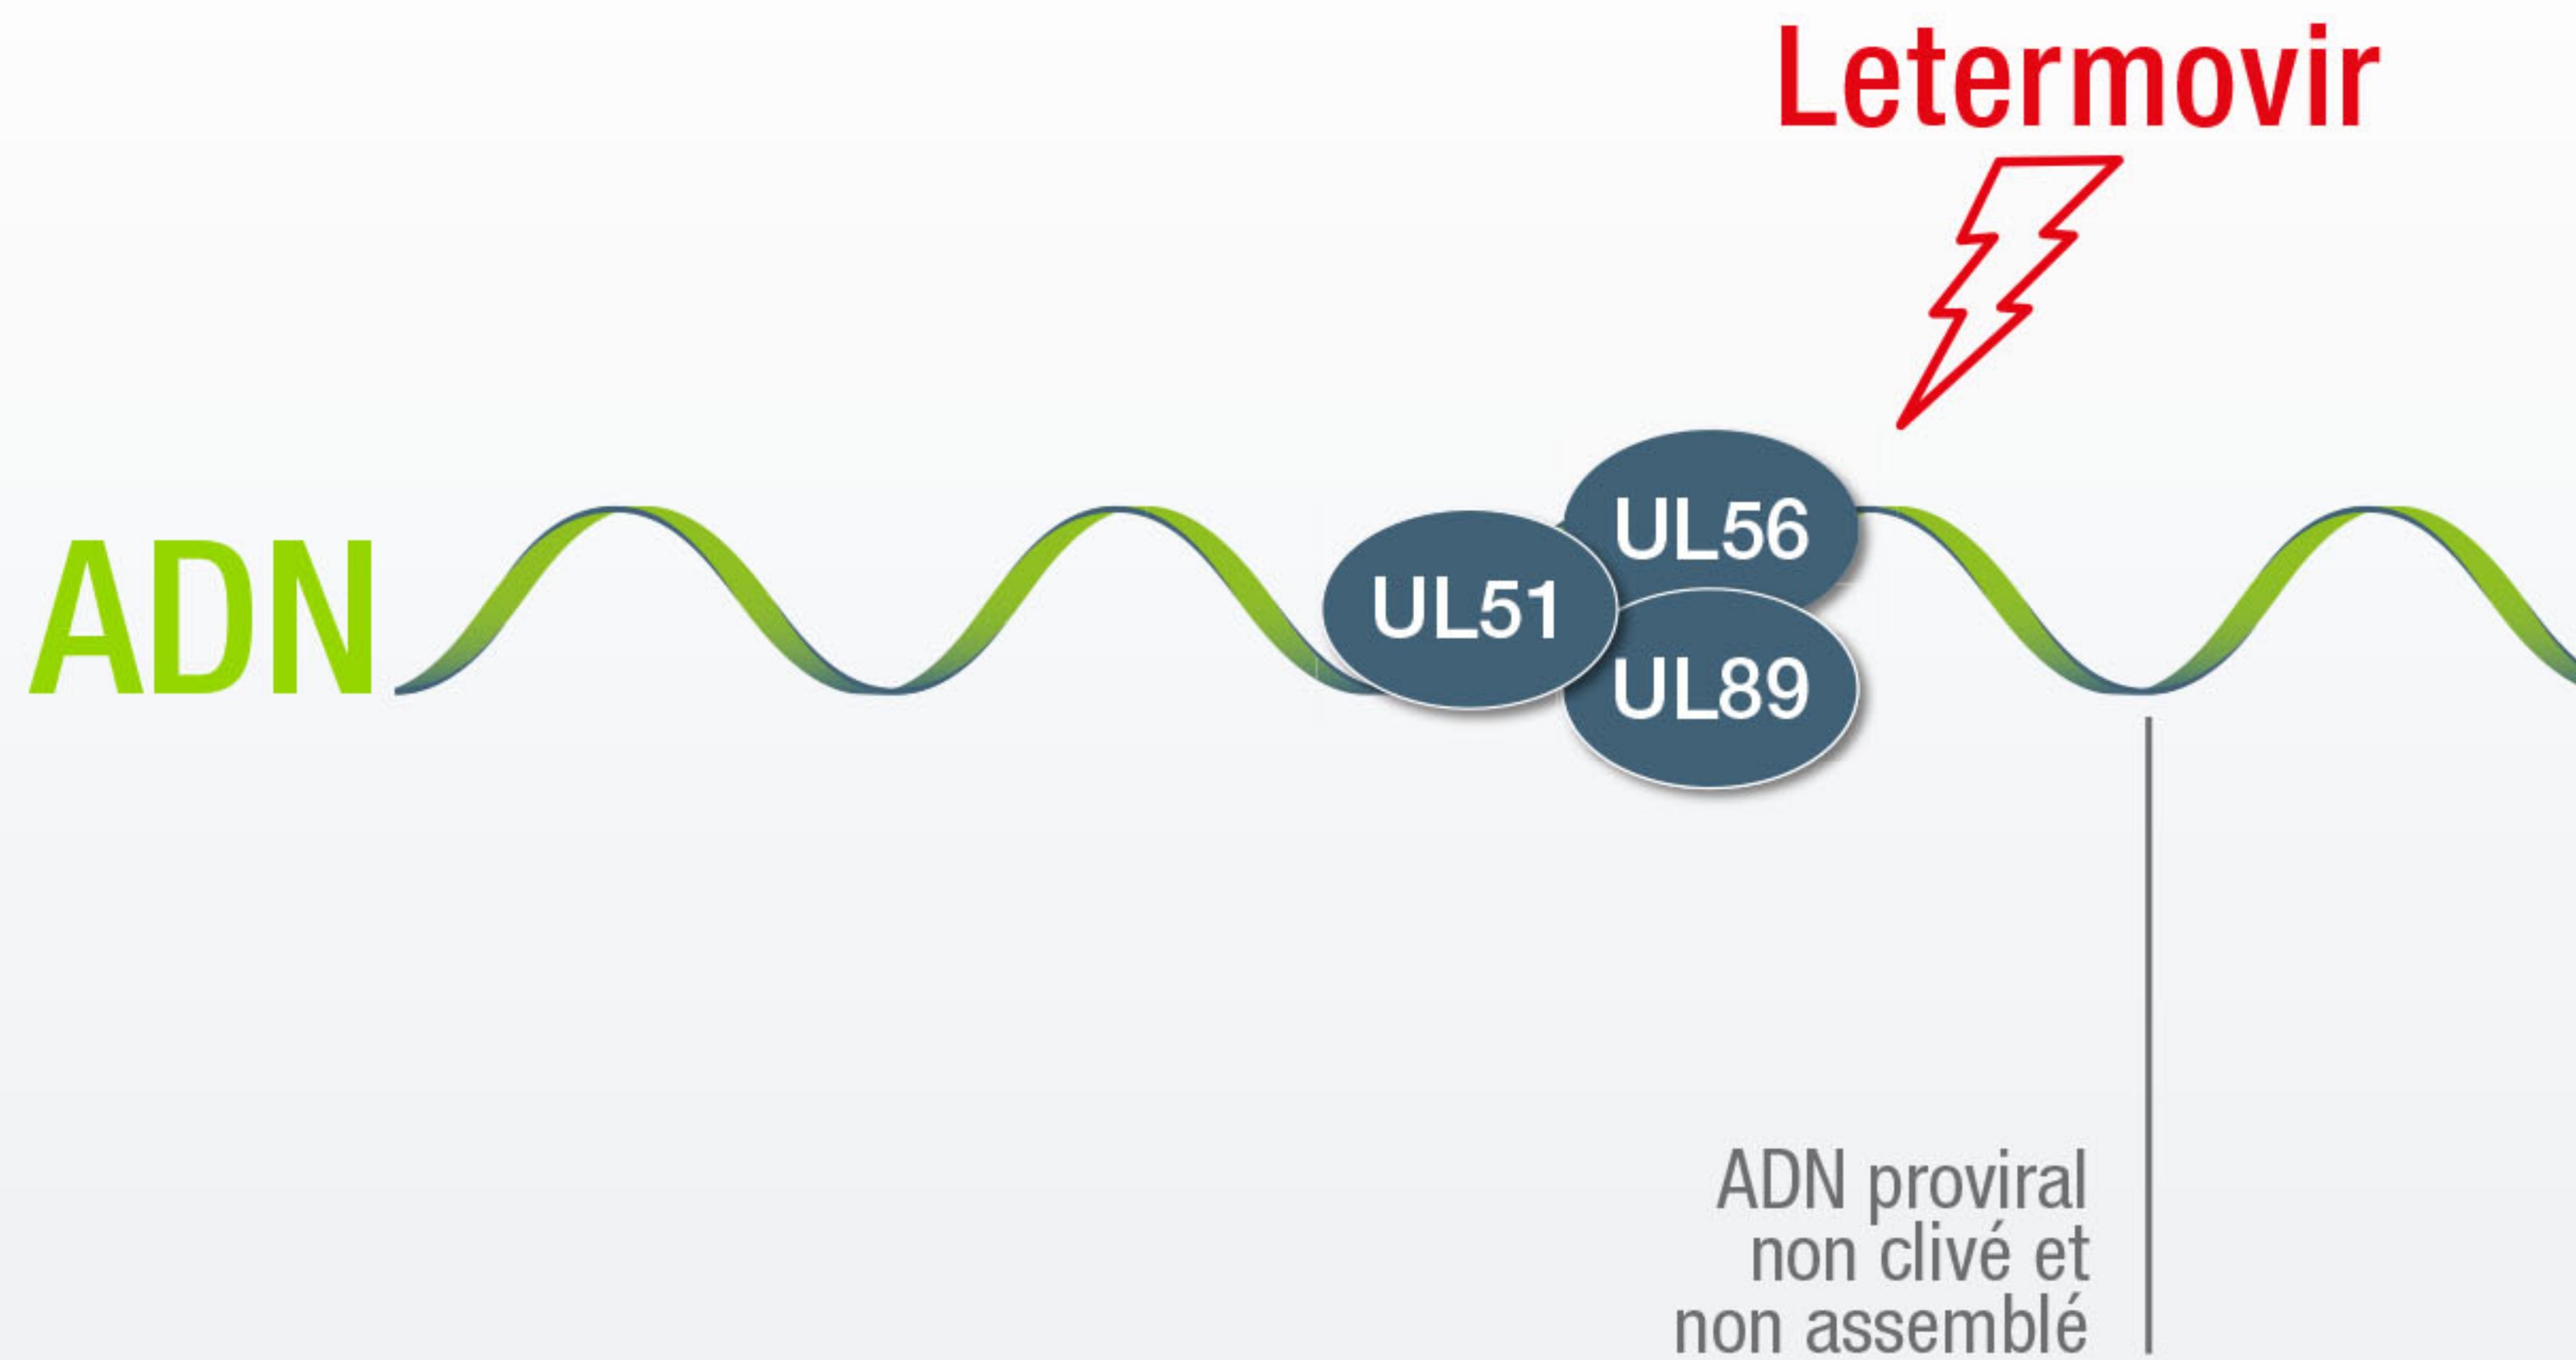 Letermovir
ADN
UL56
UL51
UL89
ADN proviral
non clivé et
non assemblé